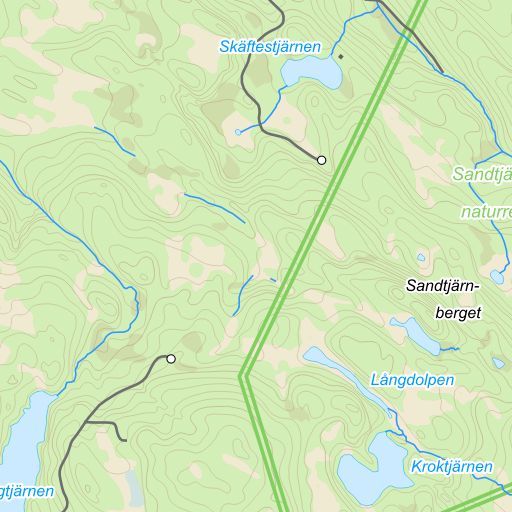 Skäftestjärnen
Sandtjä
naturre
Sandtjärn-
berget
Långdolpen
Kroktjärnen
gtjärnen